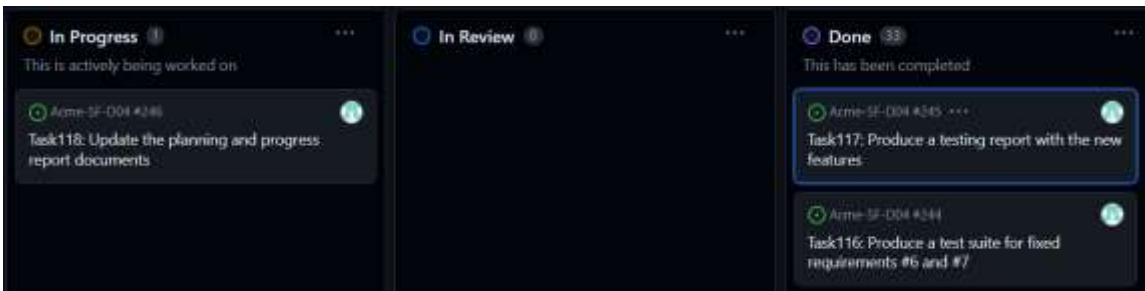 In Progress 1
This is actively being worked on
Acme-SF-D04 #246
Task118: Update the planning and progress
report documents
In Review 0
Done 33
This has been completed
Acme-SF-D04 #245
Task117: Produce a testing report with the new
features
Acme-SF-D04 #244
Task116: Produce a test suite for fixed
requirements #6 and #7